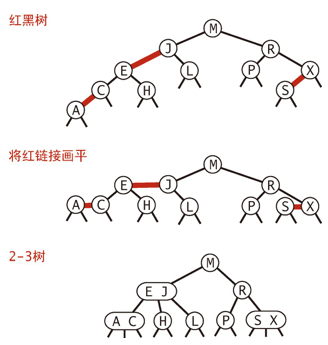 红黑树
M
J R
E L P X
C H S
A
将红链接画平
M
E J R
A C H L P S X
2-3树
M
E J R
A C H L P S X